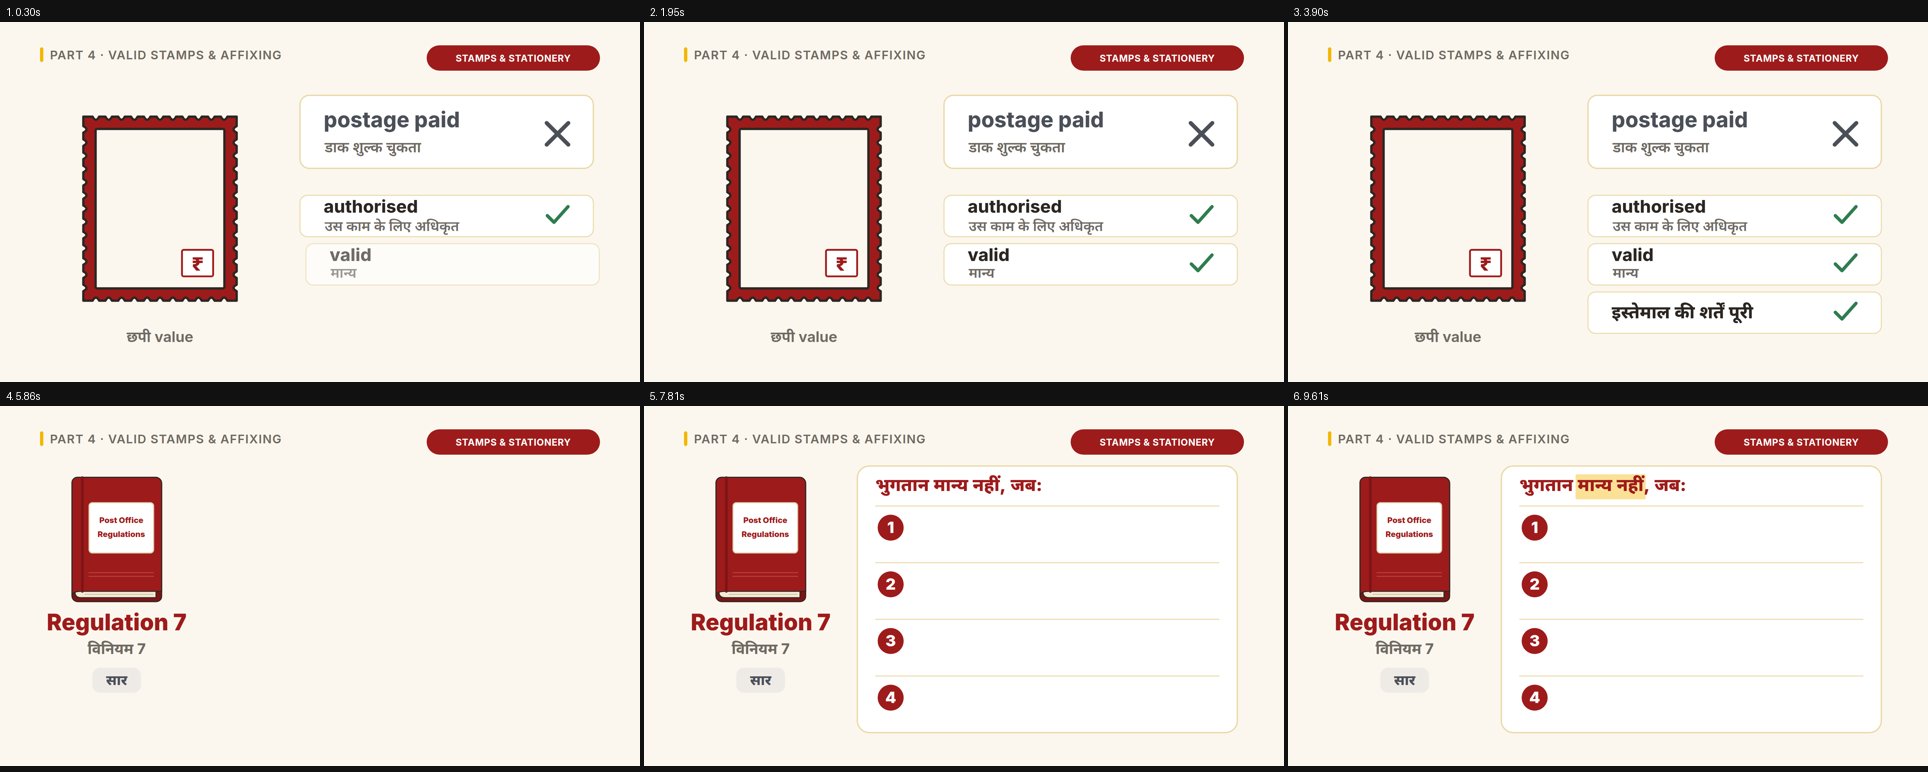 1. 0.30s
PART 4 · VALID STAMPS & AFFIXING
STAMPS & STATIONERY
postage paid
डाक शुल्क चुकता
authorised
उस काम के लिए अधिकृत
valid
मान्य
₹
छपी value
2. 1.95s
PART 4 · VALID STAMPS & AFFIXING
STAMPS & STATIONERY
postage paid
डाक शुल्क चुकता
authorised
उस काम के लिए अधिकृत
valid
मान्य
₹
छपी value
3. 3.90s
PART 4 · VALID STAMPS & AFFIXING
STAMPS & STATIONERY
postage paid
डाक शुल्क चुकता
authorised
उस काम के लिए अधिकृत
valid
मान्य
₹
इस्तेमाल की शर्तें पूरी
छपी value
4. 5.86s
PART 4 · VALID STAMPS & AFFIXING
STAMPS & STATIONERY
Post Office
Regulations
Regulation 7
विनियम 7
सार
5. 7.81s
PART 4 · VALID STAMPS & AFFIXING
STAMPS & STATIONERY
Post Office
Regulations
Regulation 7
विनियम 7
सार
भुगतान मान्य नहीं, जब:
1
2
3
4
6. 9.61s
PART 4 · VALID STAMPS & AFFIXING
STAMPS & STATIONERY
Post Office
Regulations
Regulation 7
विनियम 7
सार
भुगतान मान्य नहीं, जब:
1
2
3
4